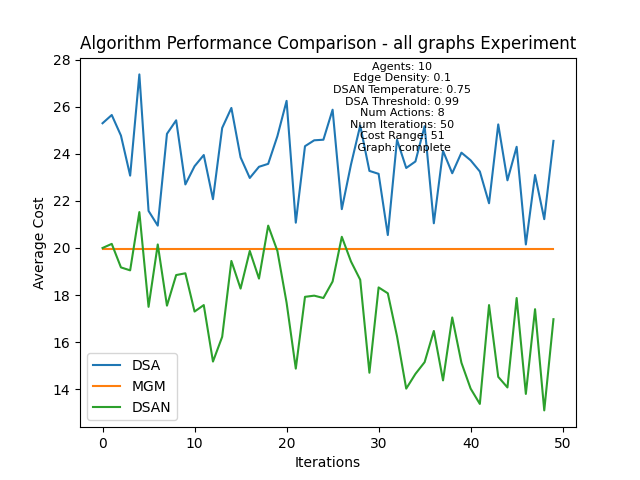 Algorithm Performance Comparison - all graphs Experiment
Agents: 10
Edge Density: 0.1
DSAN Temperature: 0.75
DSA Threshold: 0.99
Num Actions: 8
Num Iterations: 50
Cost Range: 51
Graph: complete
28
26
24
22
20
18
16
14
Average Cost
DSA
MGM
DSAN
0
10
20
30
40
50
Iterations